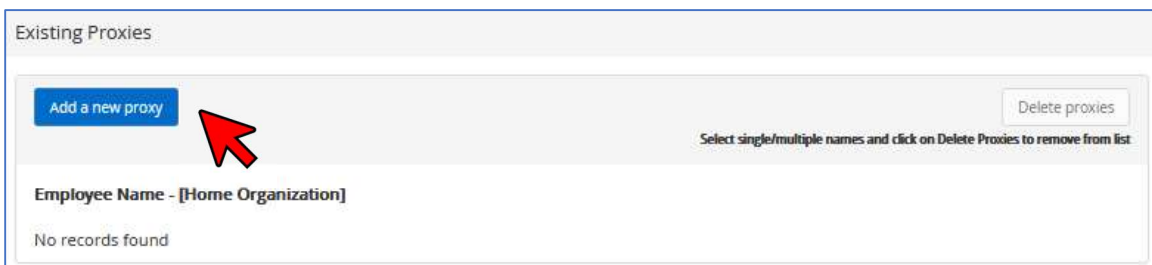 Existing Proxies
Add a new proxy
Delete proxies
Select single/multiple names and click on Delete Proxies to remove from list
Employee Name - [Home Organization]
No records found